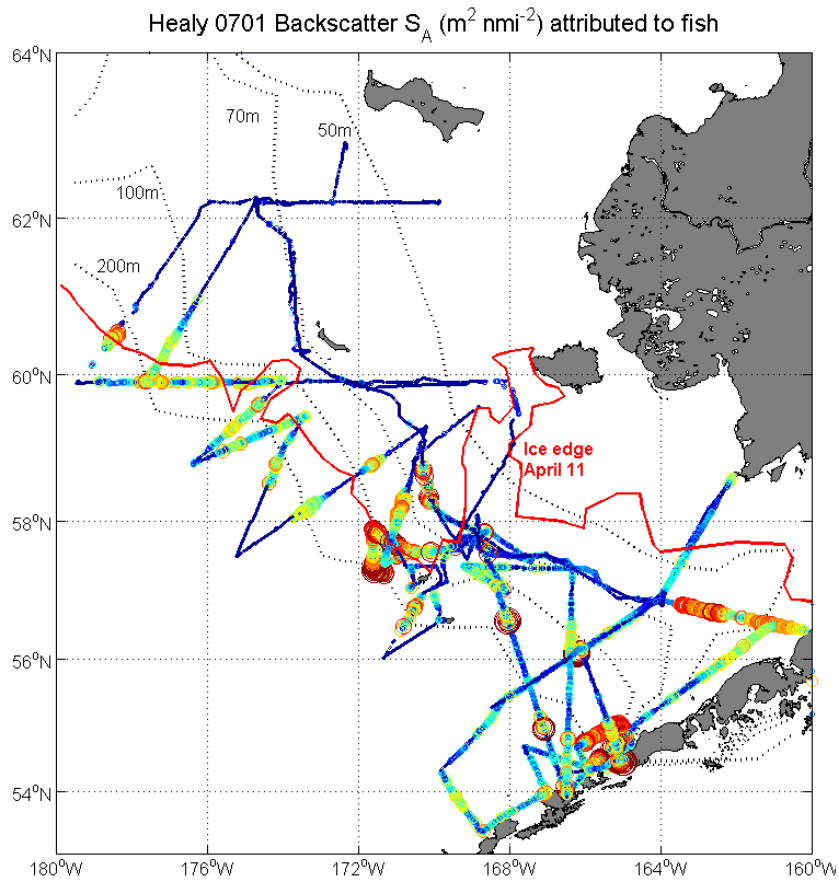 Healy 0701 Backscatter S_A (m² nmi⁻²) attributed to fish
64°N
70m
50m
100m
62°N
200m
60°N
Ice edge
April 11
58°N
56°N
54°N
180°W 176°W 172°W 168°W 164°W 160°W